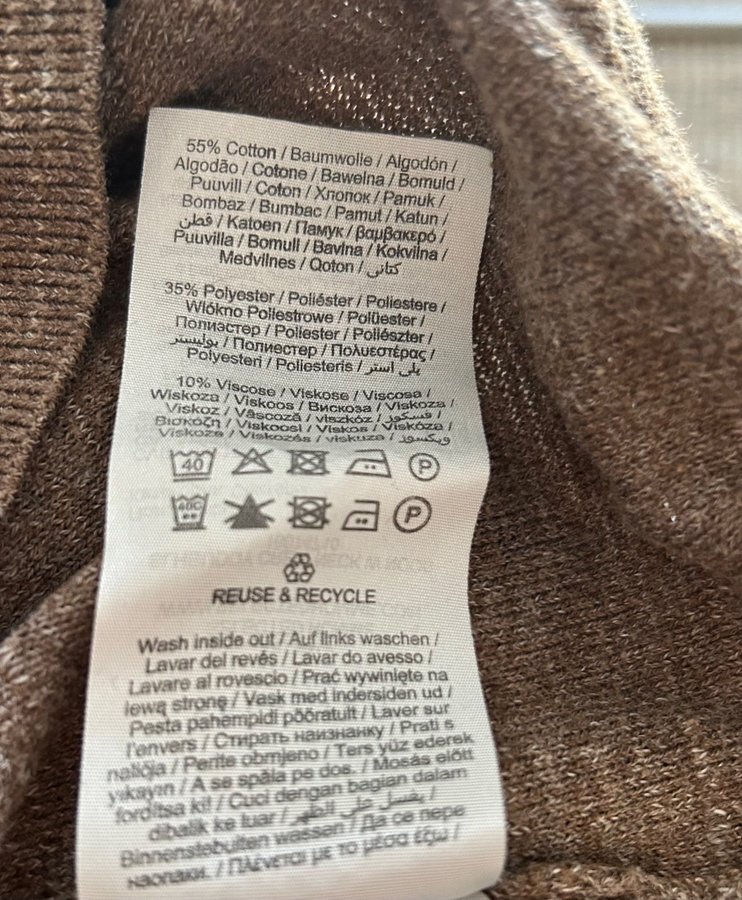 55% Cotton / Baumwolle / Algodón /
Algodão / Cotone / Bawełna / Bomuld /
Puuvill / Coton / Хлопок / Pamuk /
Bombaz / Bumbac / Pamut / Katun /
قطن / Katoen / Памук / βαμβακερό /
Puuvilla / Bomull / Bavlna / Kokvilna /
Medvilnes / Qoton / كتانى
35% Polyester / Poliéster / Poliestere /
Włókno Poliestrowe / Polüester /
Полиэстер / Poliester / Poliészter /
بوليستر / Полиестер / Πολυεστέρας /
Polyesteri / Poliesteris / پلی استر
10% Viscose / Viskose / Viscosa /
Wiskoza / Viskoos / Вискоза / Viskoza /
Viskoz / Vâscoză / viszkóz / فسكوز /
Βισκόζη / Viskoosi / Viskos / Viskóza /
Viskoze / Viskozės / viskuza / ويكسوز
40 P
40C P
REUSE & RECYCLE
Wash inside out / Auf links waschen /
Lavar del revés / Lavar do avesso /
Lavare al rovescio / Prać wywinięte na
lewą stronę / Vask med indersiden ud /
Pesta pahempidi pööratult / Laver sur
l'envers / Стирать наизнанку / Prati s
naličja / Perite obrnjeno / Ters yüz ederek
yıkayın / A se spăla pe dos. / Mosás előtt
fordítsa ki! / Cuci dengan bagian dalam
dibalik ke luar / يغسل على الظهر /
Binnenstebuiten wassen / Да се пере
наопаки. / Πλένεται με το μέσα έξω /